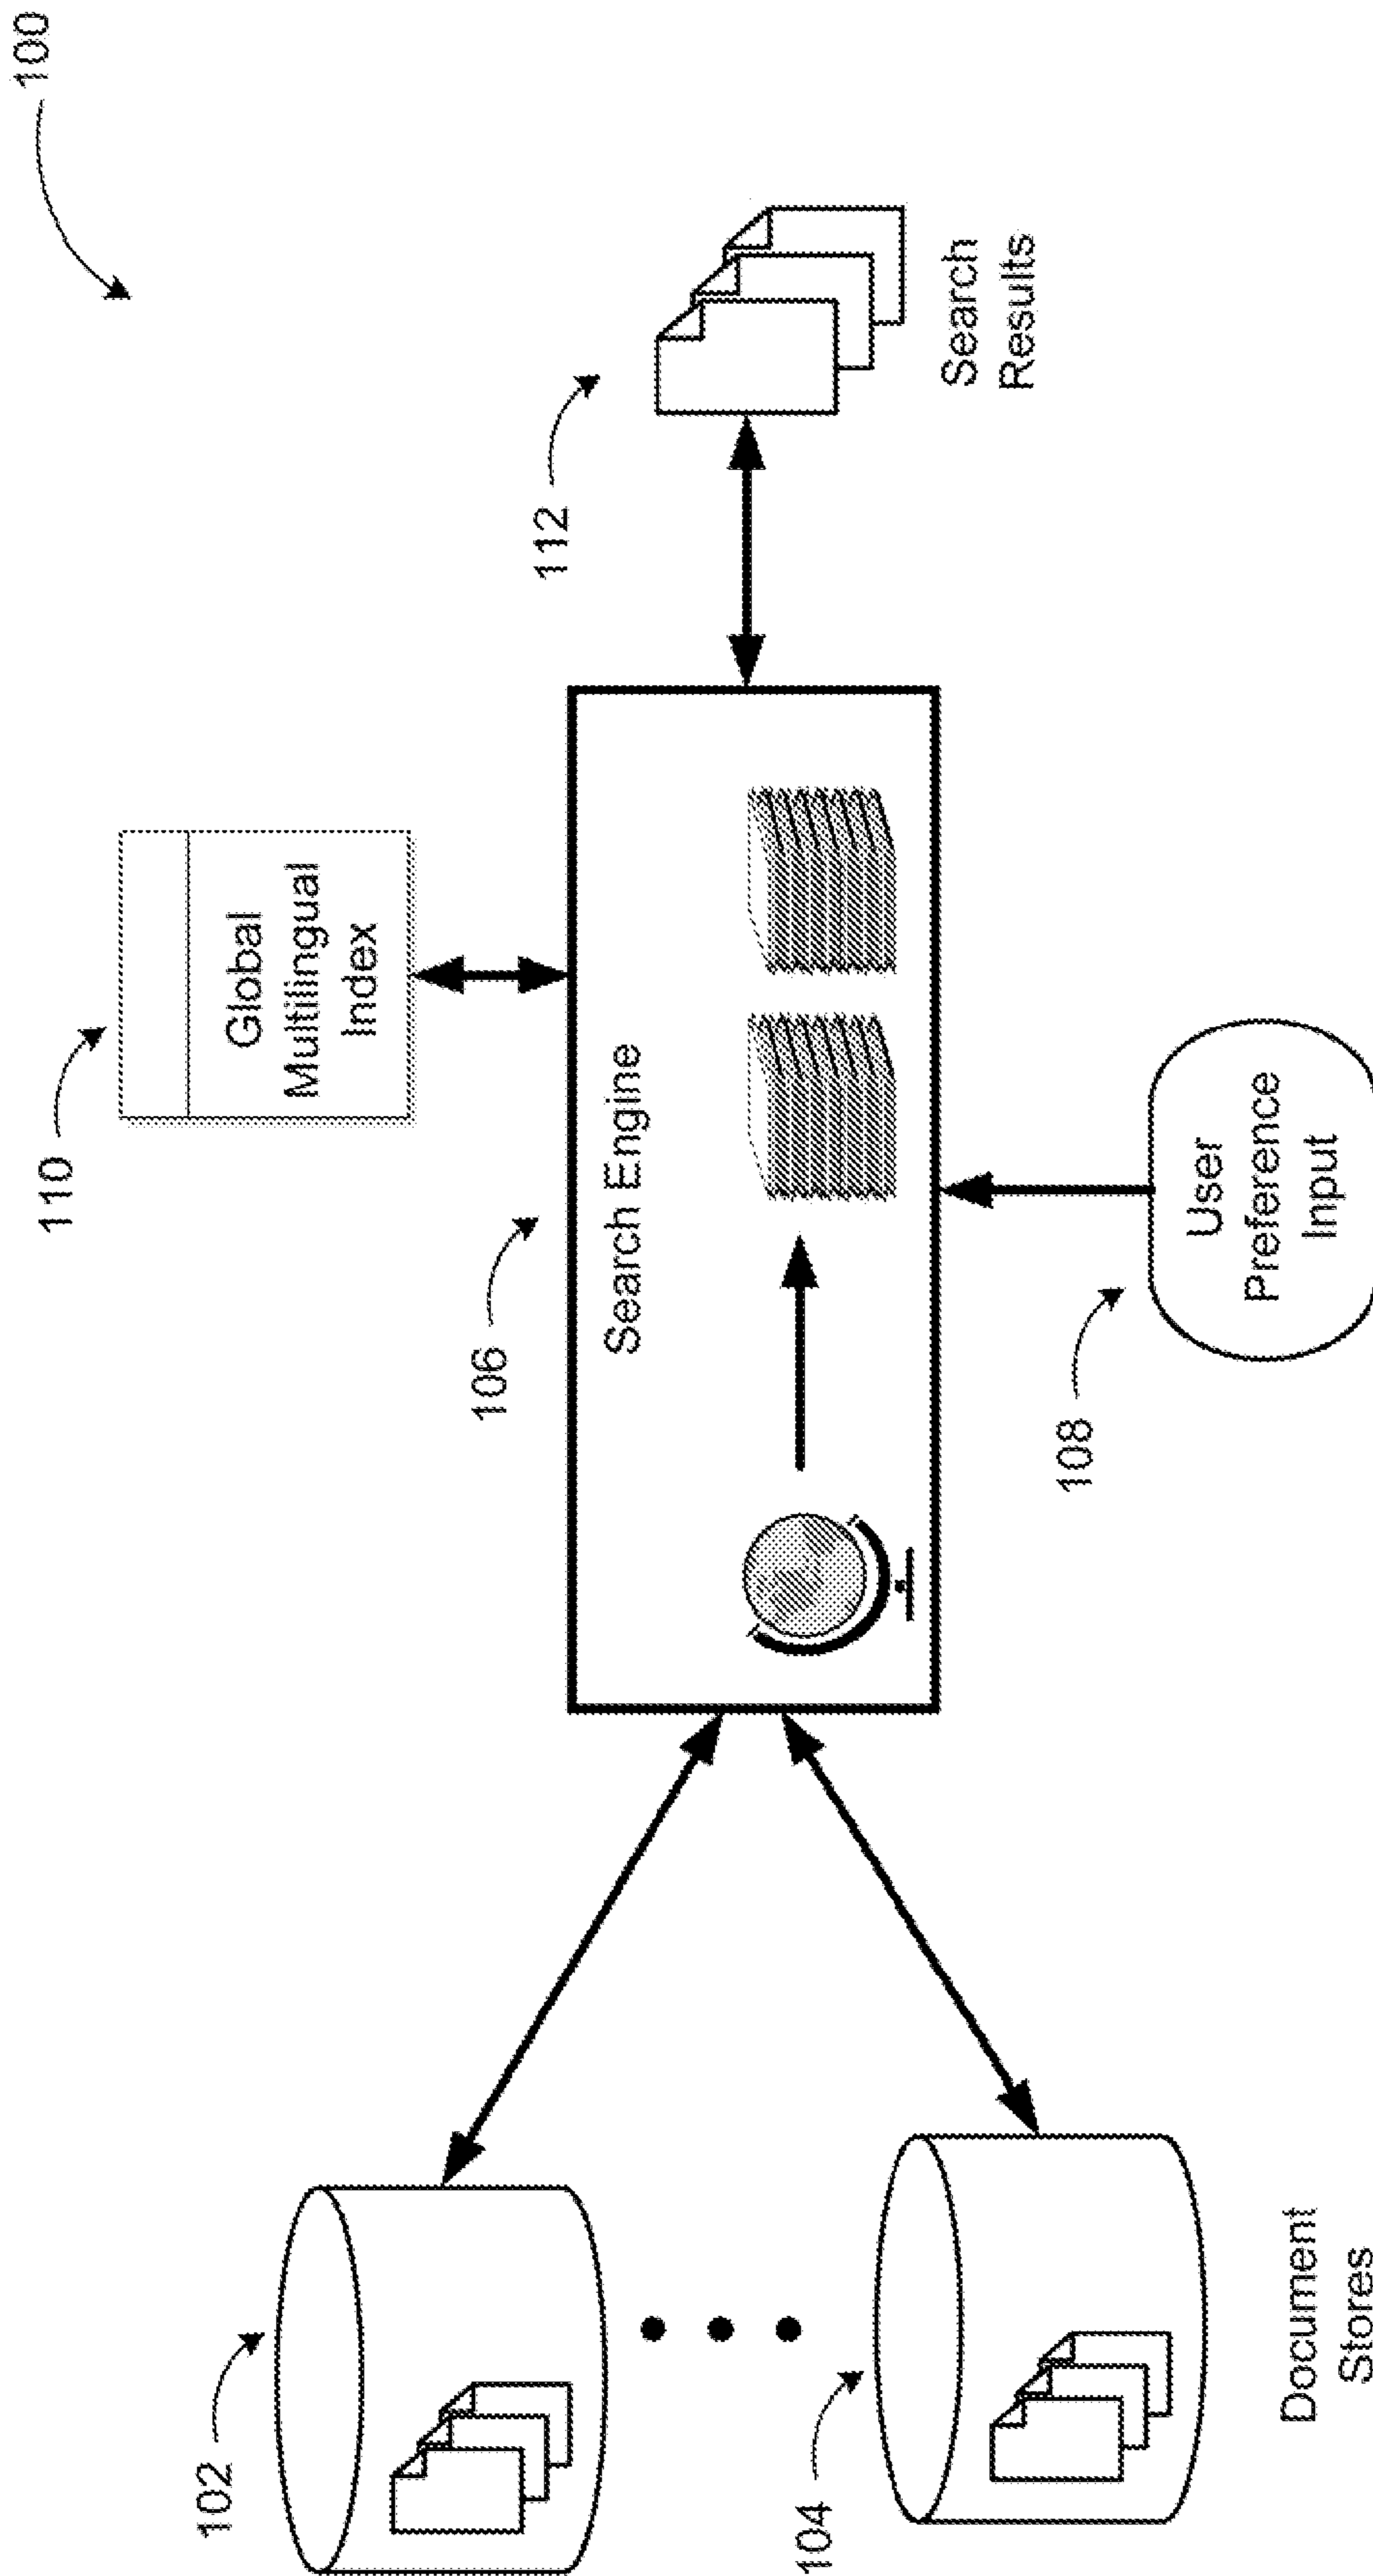 100
110
Global
Multilingual
Index
106
Search Engine
112
Search
Results
102
104
Document
Stores
108
User
Preference
Input